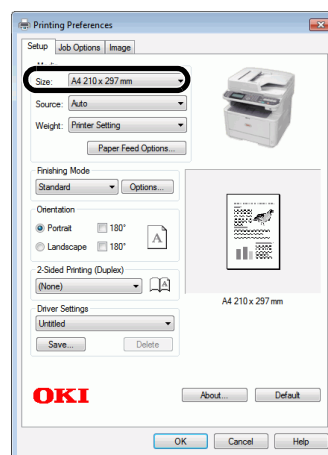 Printing Preferences
Setup Job Options Image
Media
Size: A4 210 x 297 mm
Source: Auto
Weight: Printer Setting
Paper Feed Options...
Finishing Mode
Standard Options...
Orientation
Portrait 180°
Landscape 180°
A
2-Sided Printing (Duplex)
(None)
A
A4 210 x 297 mm
Driver Settings
Untitled
Save... Delete
OKI
About... Default
OK Cancel Help